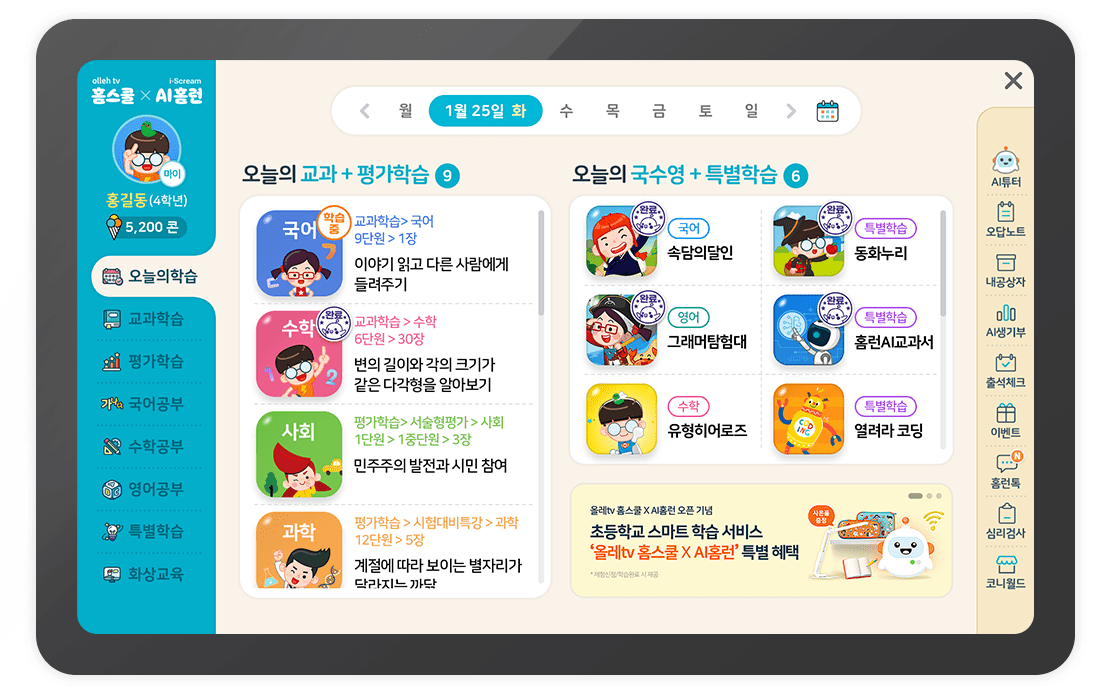 olleh tv i-Scream
홈스쿨 × AI홈런
마이
홍길동(4학년)
5,200 콘
오늘의학습
교과학습
평가학습
국어공부
수학공부
영어공부
특별학습
화상교육
월 1월 25일 화 수 목 금 토 일
오늘의 교과 + 평가학습 9
국어
학습
중
교과학습> 국어
9단원 > 1장
이야기 읽고 다른 사람에게
들려주기
수학
완료
교과학습 > 수학
6단원 > 30장
변의 길이와 각의 크기가
같은 다각형을 알아보기
사회
평가학습> 서술형평가 > 사회
1단원 > 1중단원 > 3장
민주주의 발전과 시민 참여
과학
평가학습 > 시험대비특강 > 과학
12단원 > 5장
계절에 따라 보이는 별자리가
달라지는 까닭
오늘의 국수영 + 특별학습 6
완료
국어
속담의달인
완료
특별학습
동화누리
완료
영어
그래머탐험대
완료
특별학습
홈런AI교과서
수학
유형히어로즈
CODING
특별학습
열려라 코딩
올레tv 홈스쿨 X AI홈런 오픈 기념
초등학교 스마트 학습 서비스
‘올레tv 홈스쿨 X AI홈런’ 특별 혜택
* 체험신청/학습완료 시 제공
사은품
증정
AI튜터
오답노트
내공상자
AI생기부
출석체크
이벤트
N
홈런톡
심리검사
코니월드